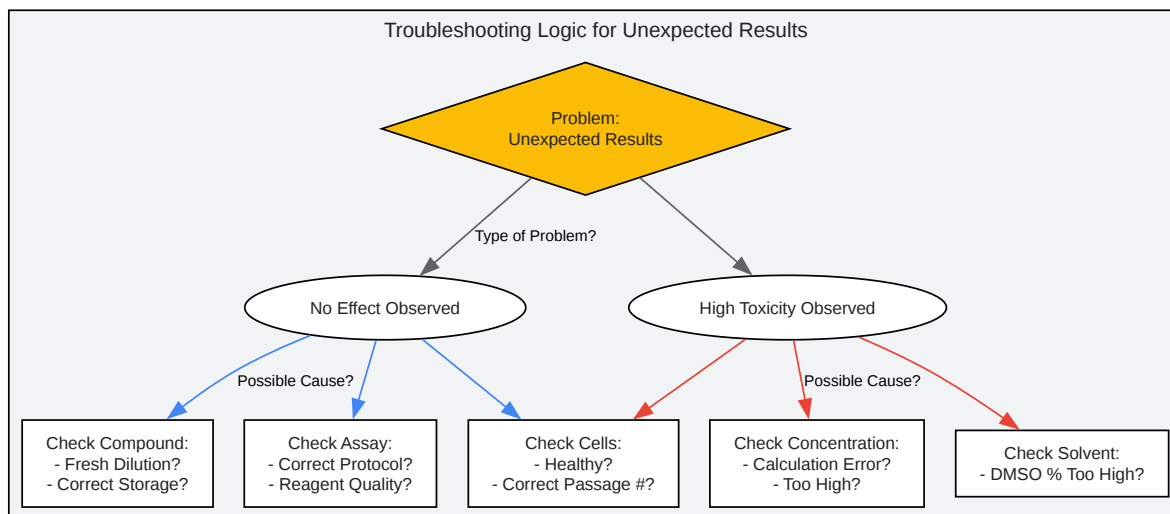 Troubleshooting Logic for Unexpected Results
Problem:
Unexpected Results
Type of Problem?
No Effect Observed
High Toxicity Observed
Possible Cause?
Possible Cause?
Check Compound:
- Fresh Dilution?
- Correct Storage?
Check Assay:
- Correct Protocol?
- Reagent Quality?
Check Cells:
- Healthy?
- Correct Passage #?
Check Concentration:
- Calculation Error?
- Too High?
Check Solvent:
- DMSO % Too High?